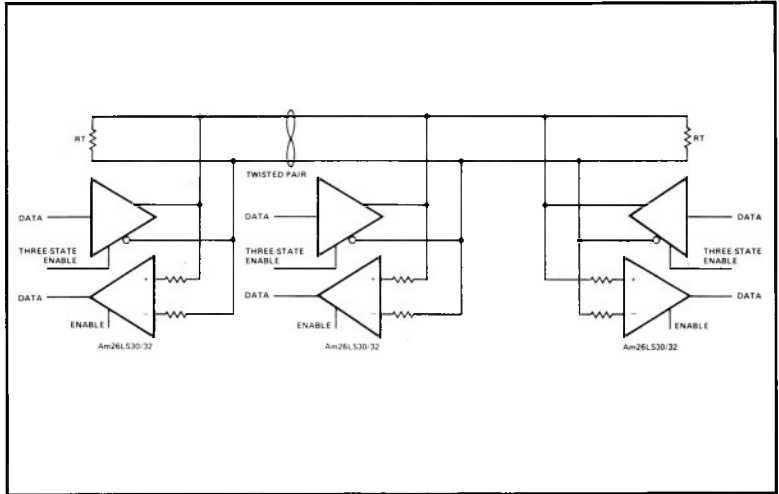 RT
RT
TWISTED PAIR
DATA
DATA
DATA
THREE-STATE
ENABLE
THREE-STATE
ENABLE
THREE-STATE
ENABLE
+
+
+
DATA
DATA
DATA
−
−
−
ENABLE
ENABLE
ENABLE
Am26LS30/32
Am26LS30/32
Am26LS30/32